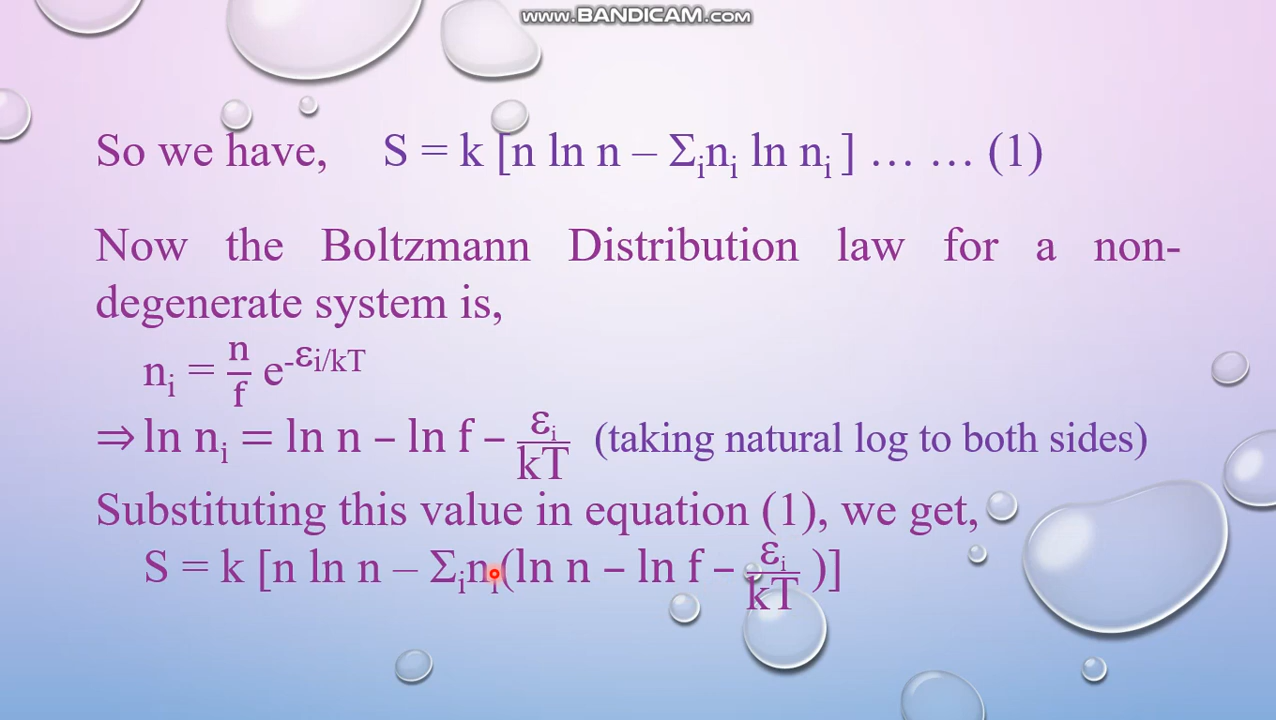 www.BANDICAM.com
So we have, S = k [n ln n – Σᵢnᵢ ln nᵢ ] … … (1)
Now the Boltzmann Distribution law for a non-
degenerate system is,
nᵢ = n/f e^-εi/kT
⇒ ln nᵢ = ln n – ln f – εᵢ/kT (taking natural log to both sides)
Substituting this value in equation (1), we get,
S = k [n ln n – Σᵢnᵢ(ln n – ln f – εᵢ/kT )]